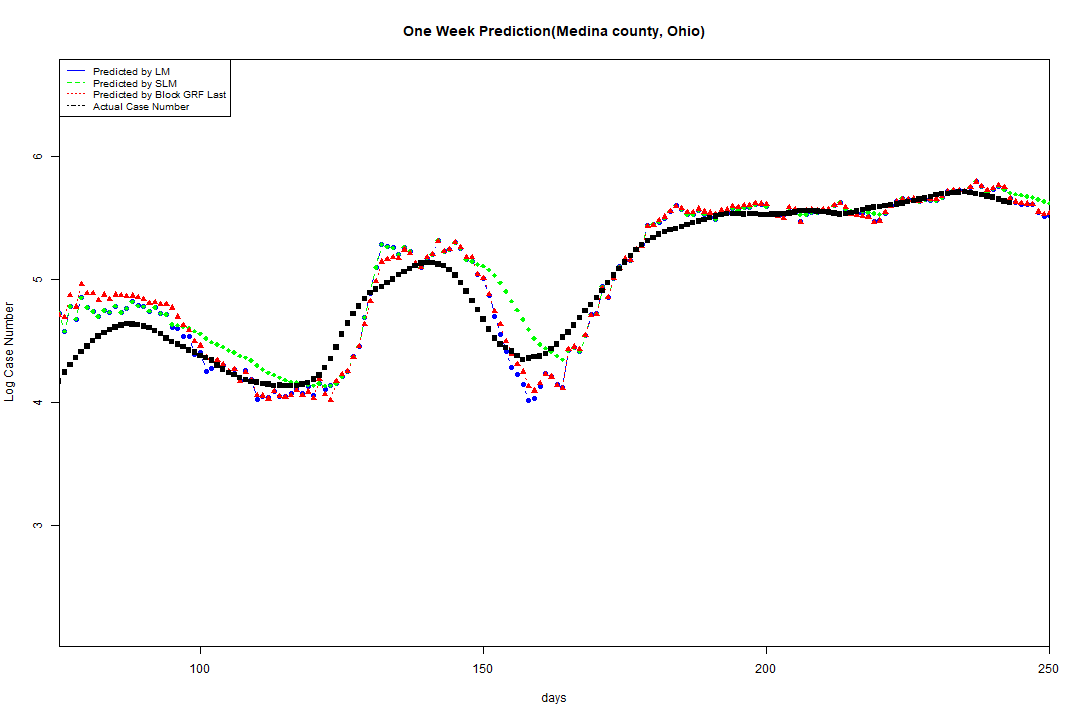 One Week Prediction(Medina county, Ohio)
Predicted by LM
Predicted by SLM
Predicted by Block GRF Last
Actual Case Number
6
5
4
3
Log Case Number
100 150 200 250
days